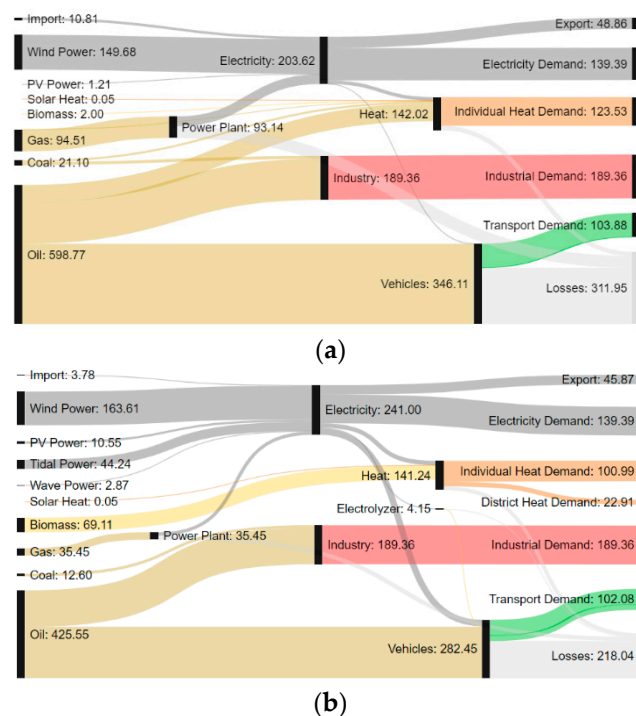 Import: 10.81
Export: 48.86
Wind Power: 149.68
Electricity: 203.62
Electricity Demand: 139.39
PV Power: 1.21
Solar Heat: 0.05
Biomass: 2.00
Heat: 142.02
Individual Heat Demand: 123.53
Gas: 94.51
Power Plant: 93.14
Coal: 21.10
Industry: 189.36
Industrial Demand: 189.36
Transport Demand: 103.88
Oil: 598.77
Vehicles: 346.11
Losses: 311.95
(a)
Import: 3.78
Export: 45.87
Wind Power: 163.61
Electricity: 241.00
Electricity Demand: 139.39
PV Power: 10.55
Tidal Power: 44.24
Wave Power: 2.87
Heat: 141.24
Individual Heat Demand: 100.99
Solar Heat: 0.05
Electrolyzer: 4.15
District Heat Demand: 22.91
Biomass: 69.11
Gas: 35.45
Power Plant: 35.45
Industry: 189.36
Industrial Demand: 189.36
Coal: 12.60
Transport Demand: 102.08
Oil: 425.55
Vehicles: 282.45
Losses: 218.04
(b)